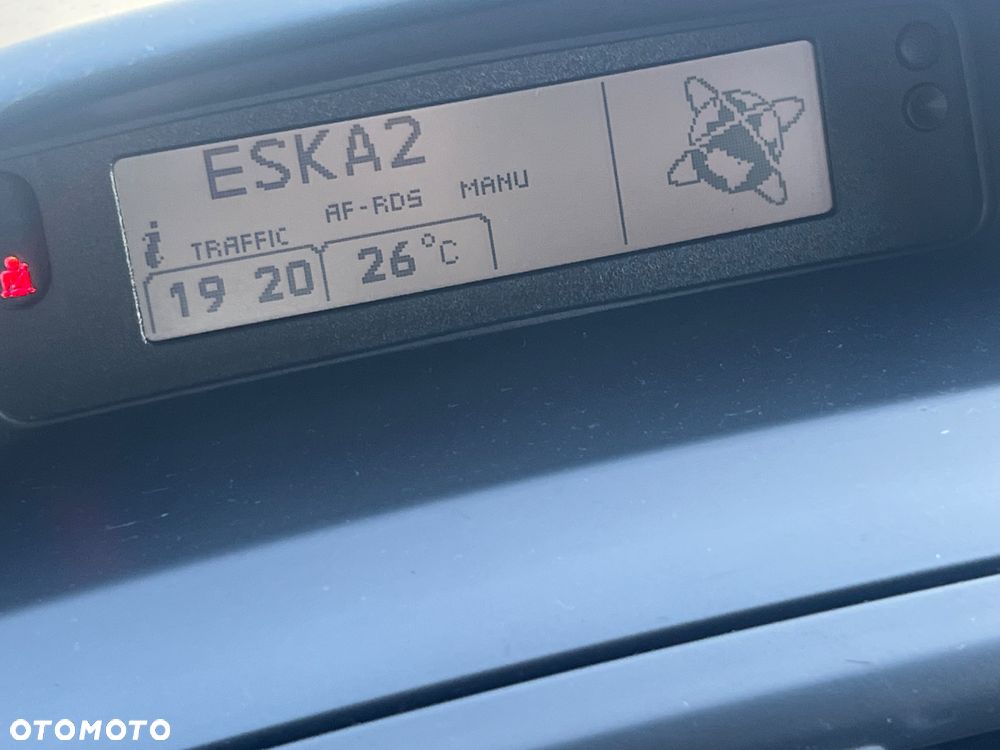 ESKA2
AF-RDS MANU
i TRAFFIC
19 20 26°C
OTOMOTO